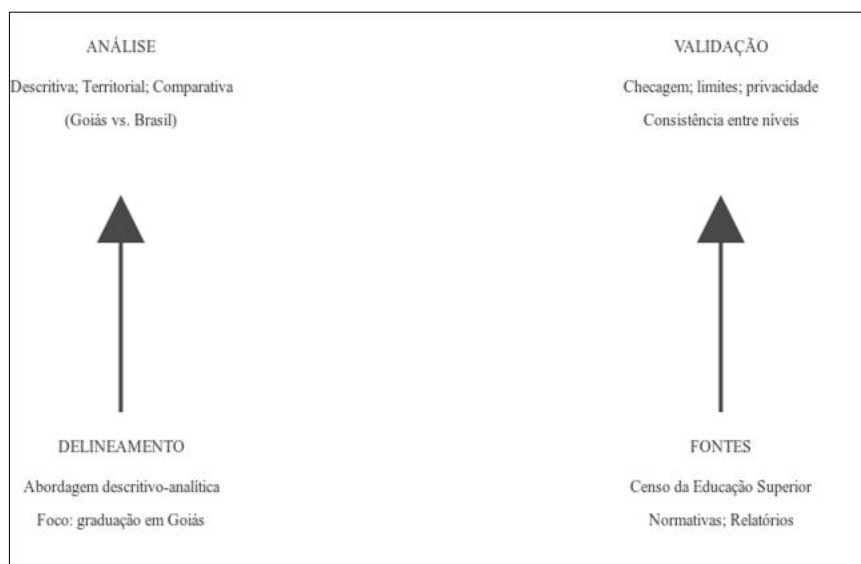 ANÁLISE
Descritiva; Territorial; Comparativa
(Goiás vs. Brasil)
VALIDAÇÃO
Checagem; limites; privacidade
Consistência entre níveis
DELINEAMENTO
Abordagem descritivo-analítica
Foco: graduação em Goiás
FONTES
Censo da Educação Superior
Normativas; Relatórios